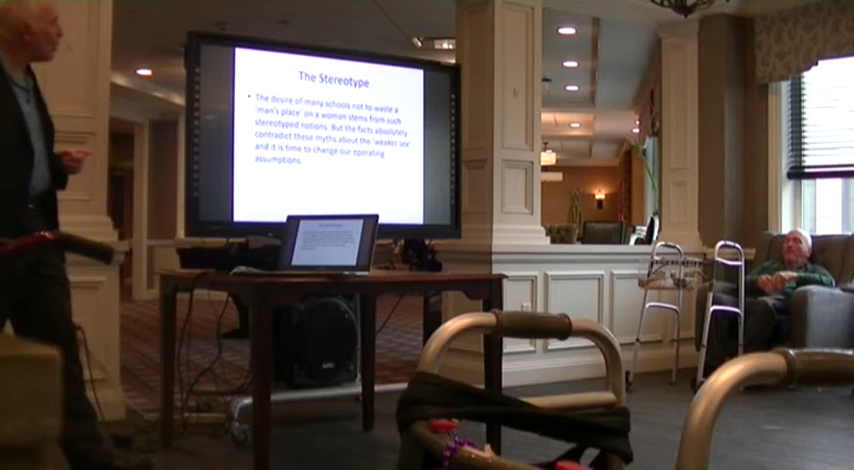 The Stereotype
• The desire of many schools not to waste a
'man's place' on a woman stems from such
stereotyped notions. But the facts absolutely
contradict these myths about the 'weaker sex'
and it is time to change our operating
assumptions.